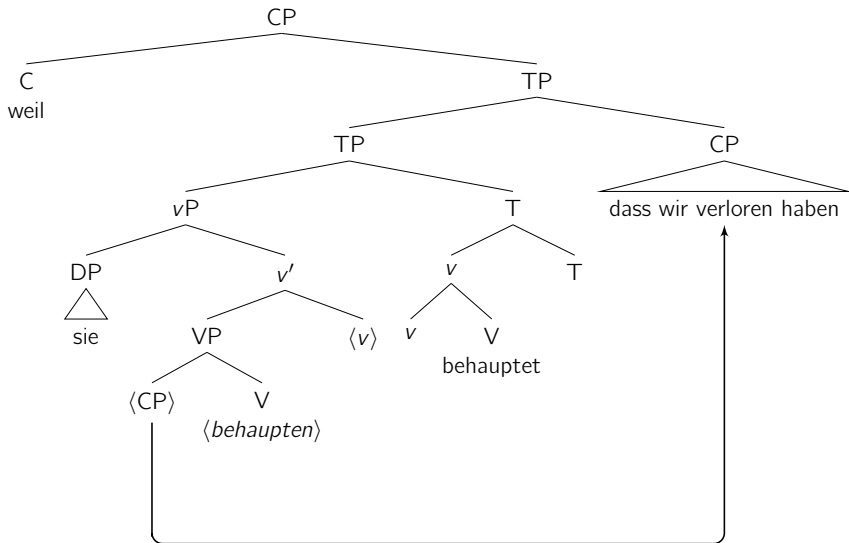 CP
C TP
weil
TP CP
vP T dass wir verloren haben
DP v′ v T
sie VP ⟨v⟩ v V
behauptet
⟨CP⟩ V
⟨behaupten⟩